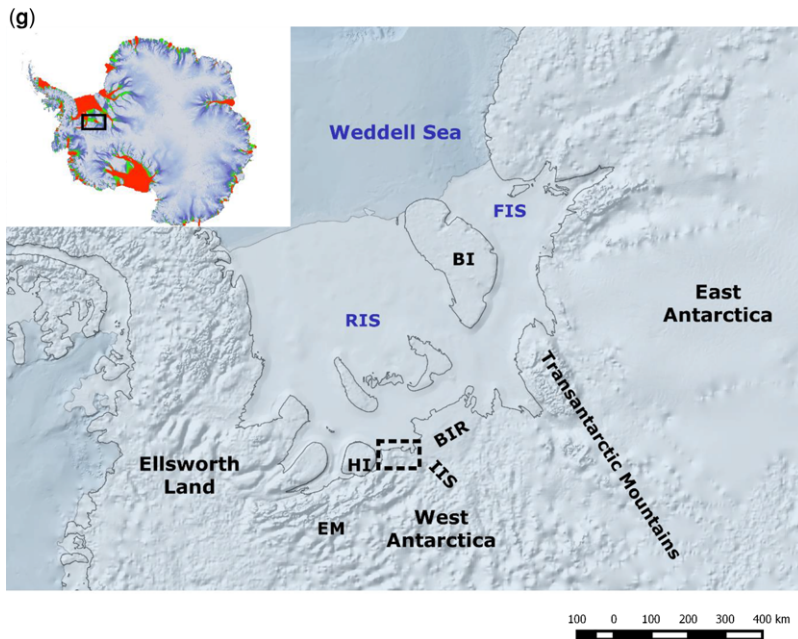 (g)
Weddell Sea
FIS
BI
East
Antarctica
RIS
Transantarctic Mountains
BIR
Ellsworth
Land
HI
IIS
EM
West
Antarctica
100 0 100 200 300 400 km